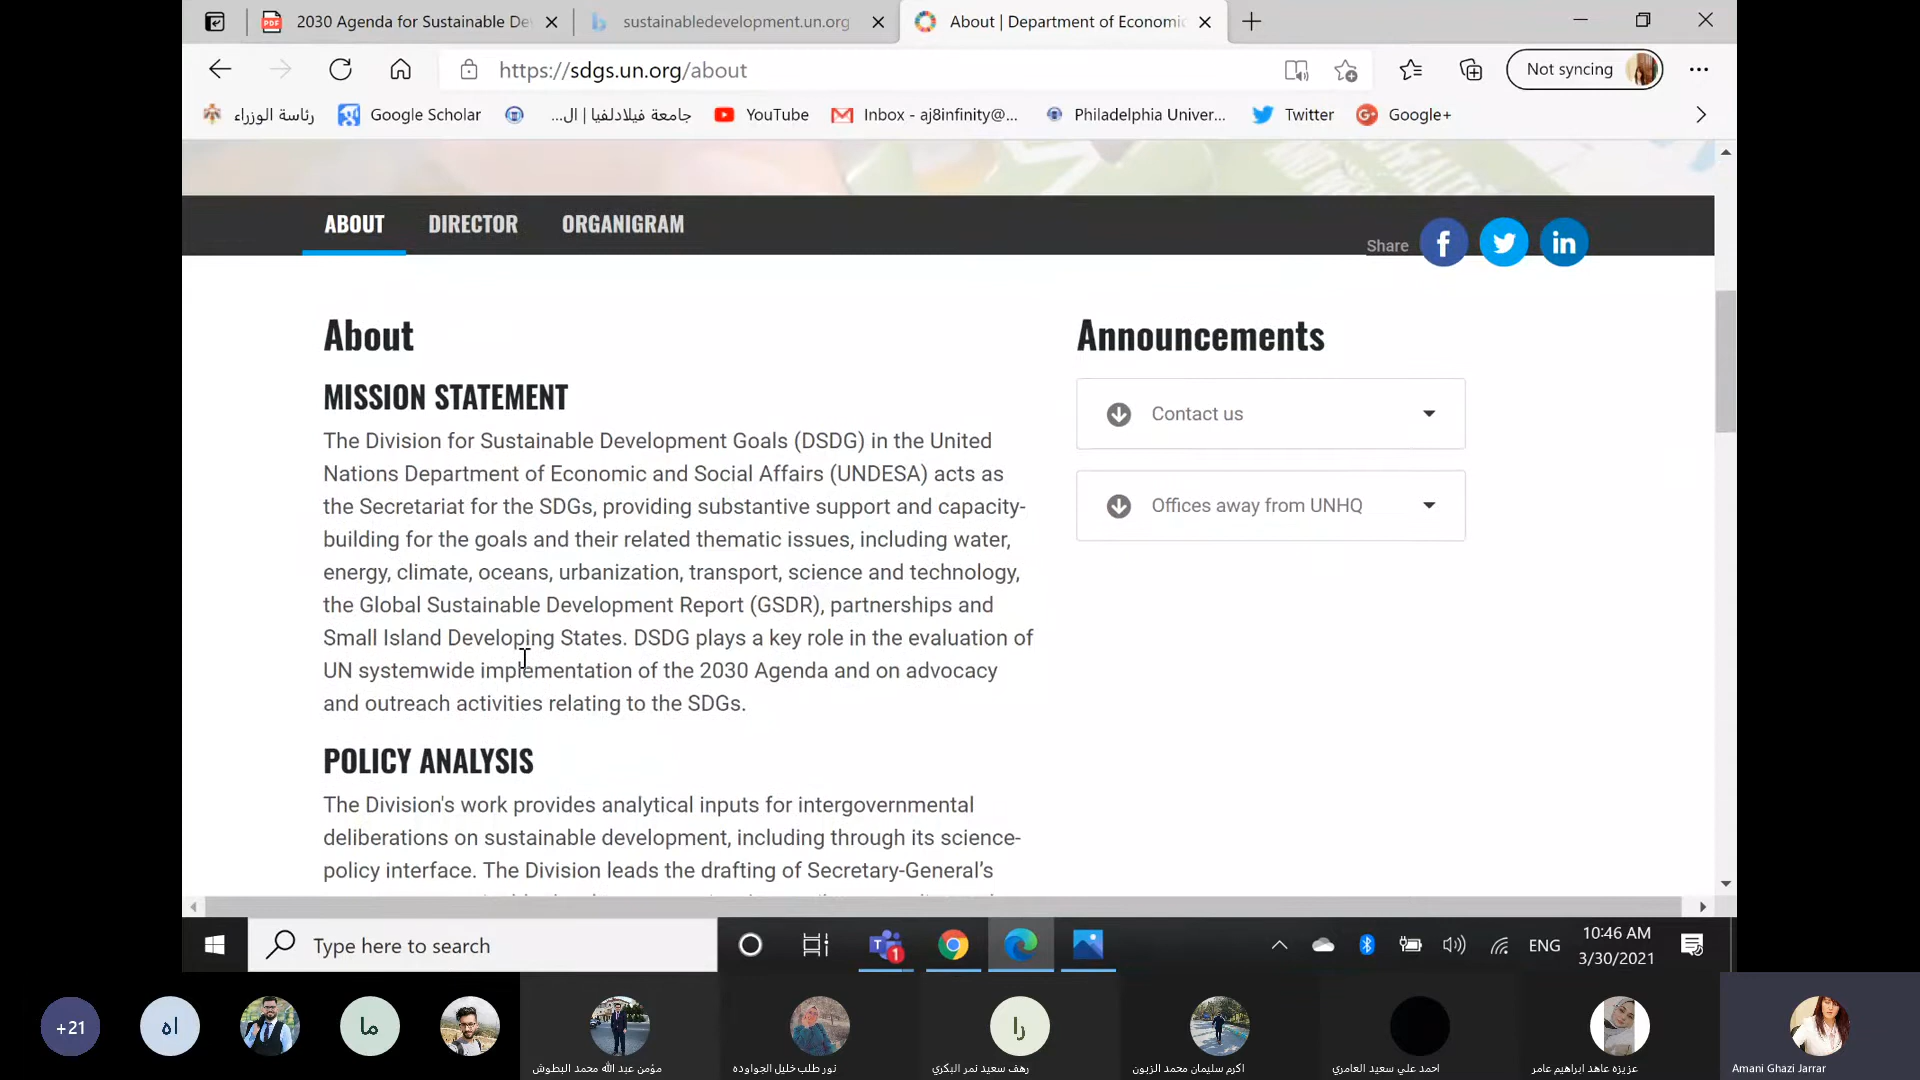 2030 Agenda for Sustainable De
sustainabledevelopment.un.org
About | Department of Economic
https://sdgs.un.org/about
Not syncing
رئاسة الوزراء
Google Scholar
جامعة فيلادلفيا | ال...
YouTube
Inbox - aj8infinity@...
Philadelphia Univer...
Twitter
Google+
ABOUT DIRECTOR ORGANIGRAM
Share
About
MISSION STATEMENT
The Division for Sustainable Development Goals (DSDG) in the United
Nations Department of Economic and Social Affairs (UNDESA) acts as
the Secretariat for the SDGs, providing substantive support and capacity-
building for the goals and their related thematic issues, including water,
energy, climate, oceans, urbanization, transport, science and technology,
the Global Sustainable Development Report (GSDR), partnerships and
Small Island Developing States. DSDG plays a key role in the evaluation of
UN systemwide implementation of the 2030 Agenda and on advocacy
and outreach activities relating to the SDGs.
POLICY ANALYSIS
The Division's work provides analytical inputs for intergovernmental
deliberations on sustainable development, including through its science-
policy interface. The Division leads the drafting of Secretary-General's
Announcements
Contact us
Offices away from UNHQ
Type here to search
1
ENG
10:46 AM
3/30/2021
+21
اه
ما
را
مؤمن عبد الله محمد البطوش
نور طلب خليل الجواوده
رهف سعيد نمر البكري
اكرم سليمان محمد الزبون
احمد علي سعيد العامري
عزيزه عاهد ابراهيم عامر
Amani Ghazi Jarrar